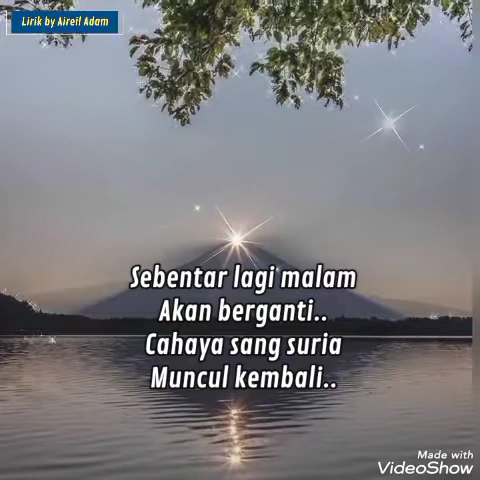 Lirik by Aireil Adam
Sebentar lagi malam
Akan berganti..
Cahaya sang suria
Muncul kembali..
Made with
VideoShow